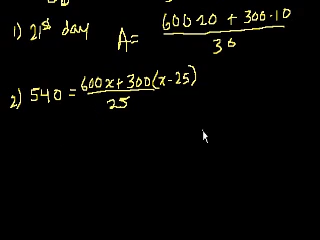 1) 21st day A = (600·20 + 300·10) / 30
2) 540 = (600x + 300(x-25)) / 25